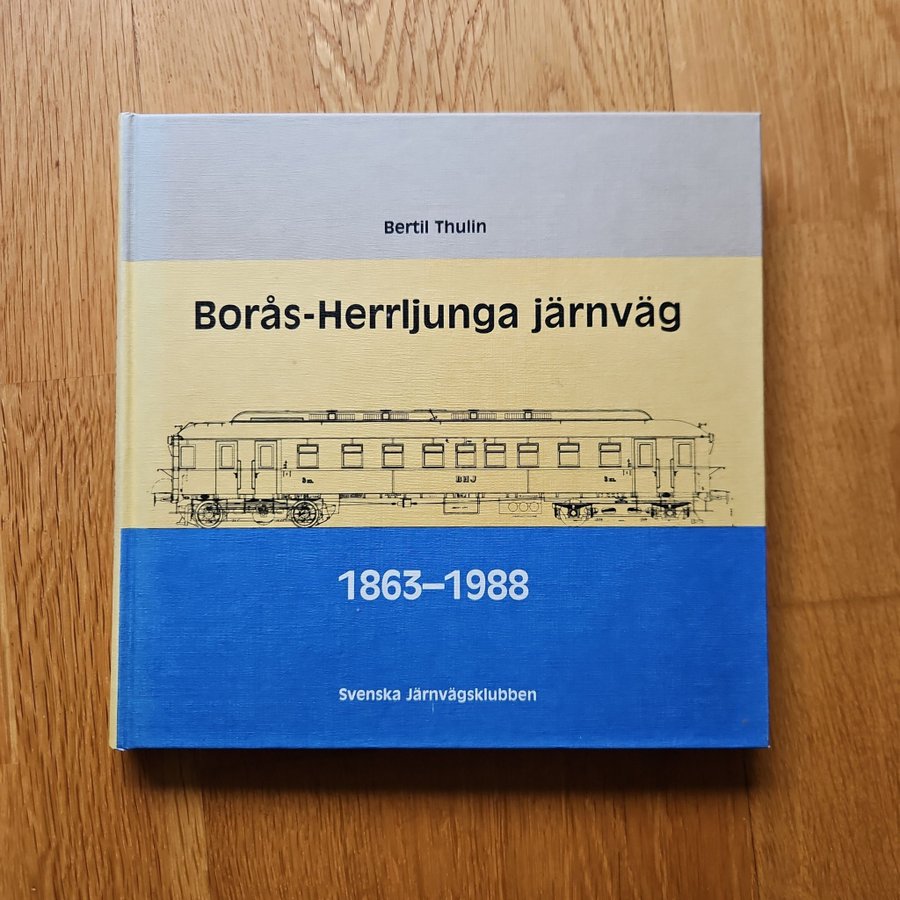 Bertil Thulin
Borås-Herrljunga järnväg
BHJ
1863–1988
Svenska Järnvägsklubben